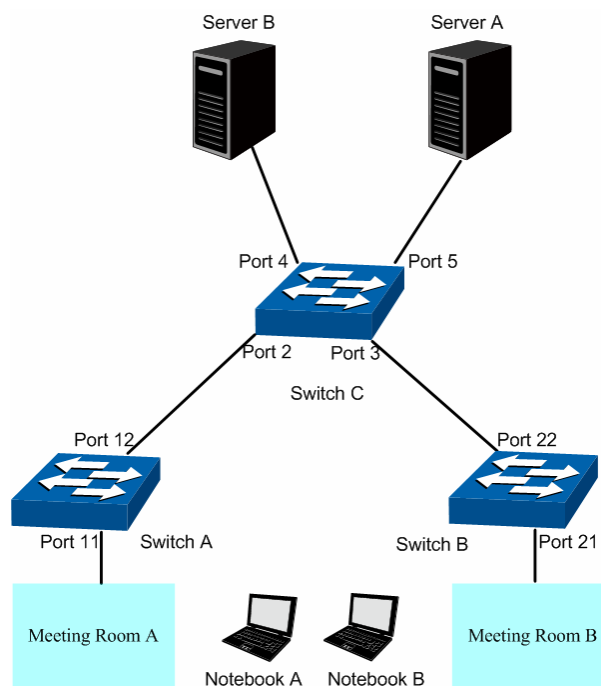 Server B
Server A
Port 4
Port 5
Port 2
Port 3
Switch C
Port 12
Port 22
Port 11
Switch A
Switch B
Port 21
Meeting Room A
Meeting Room B
Notebook A
Notebook B